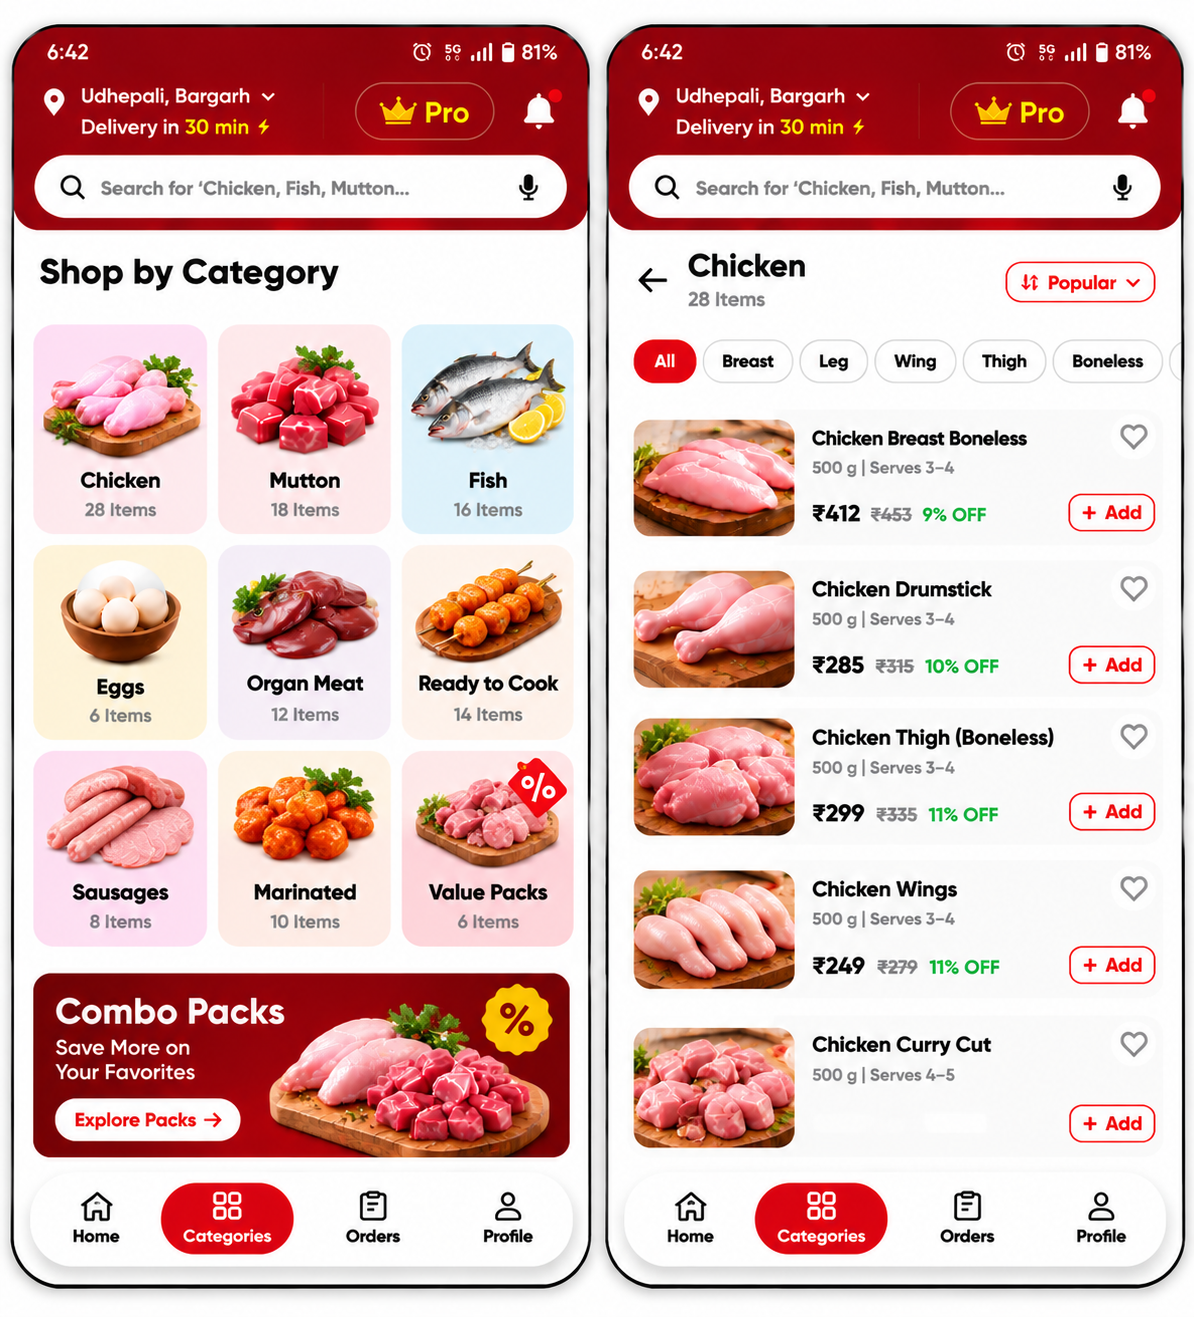 6:42
5G
81%
Udhepali, Bargarh
Delivery in 30 min
Pro
Search for ‘Chicken, Fish, Mutton...
Shop by Category
Chicken
28 Items
Mutton
18 Items
Fish
16 Items
Eggs
6 Items
Organ Meat
12 Items
Ready to Cook
14 Items
Sausages
8 Items
Marinated
10 Items
%
Value Packs
6 Items
Combo Packs
Save More on
Your Favorites
Explore Packs →
%
Home
Categories
Orders
Profile
6:42
5G
81%
Udhepali, Bargarh
Delivery in 30 min
Pro
Search for ‘Chicken, Fish, Mutton...
Chicken
28 Items
Popular
All
Breast
Leg
Wing
Thigh
Boneless
Chicken Breast Boneless
500 g | Serves 3–4
₹412 ₹453 9% OFF
+ Add
Chicken Drumstick
500 g | Serves 3–4
₹285 ₹315 10% OFF
+ Add
Chicken Thigh (Boneless)
500 g | Serves 3–4
₹299 ₹335 11% OFF
+ Add
Chicken Wings
500 g | Serves 3–4
₹249 ₹279 11% OFF
+ Add
Chicken Curry Cut
500 g | Serves 4–5
+ Add
Home
Categories
Orders
Profile